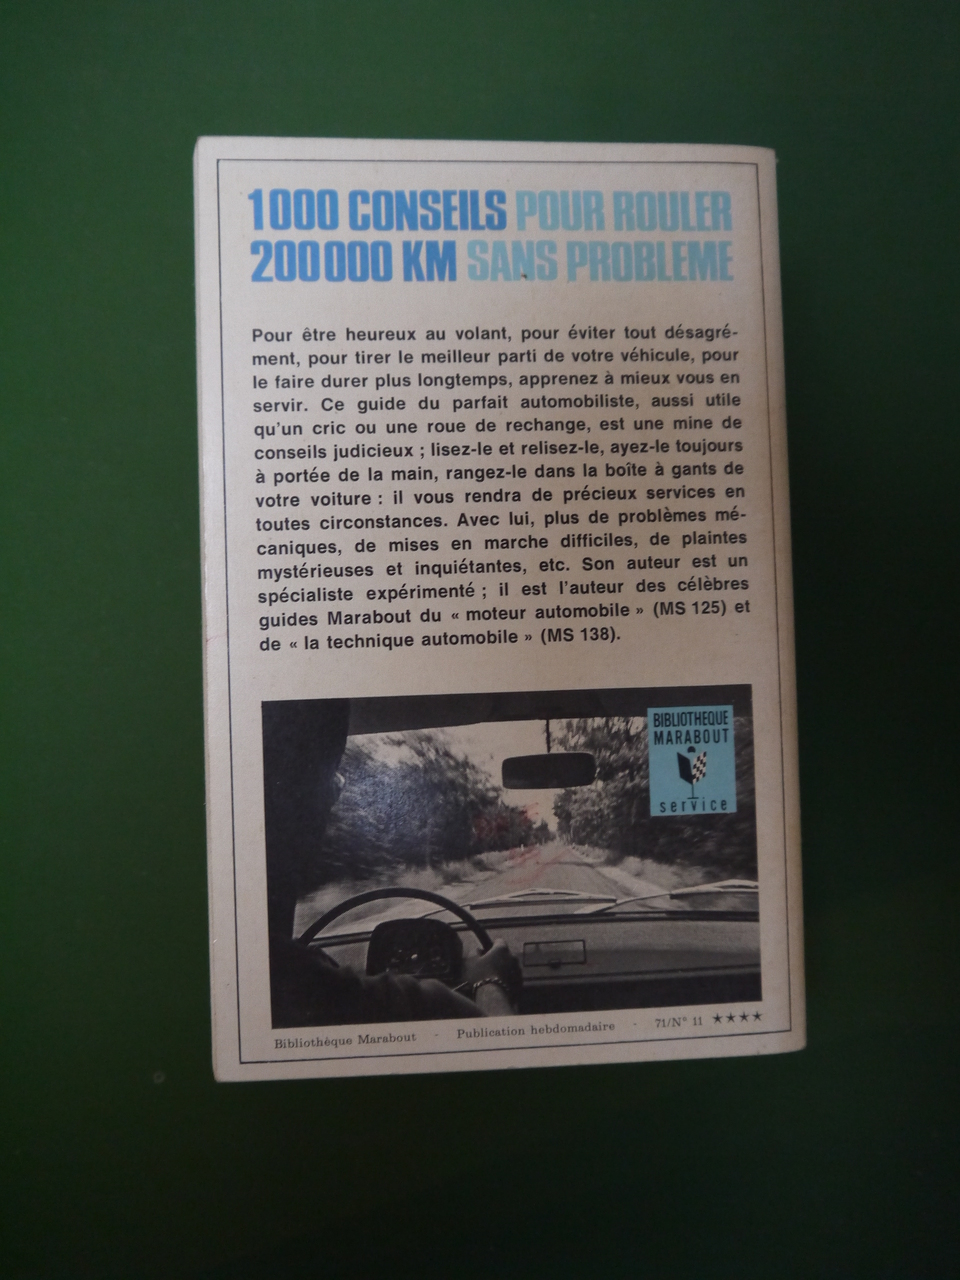 1000 CONSEILS POUR ROULER
200000 KM SANS PROBLEME
Pour être heureux au volant, pour éviter tout désagré-
ment, pour tirer le meilleur parti de votre véhicule, pour
le faire durer plus longtemps, apprenez à mieux vous en
servir. Ce guide du parfait automobiliste, aussi utile
qu'un cric ou une roue de rechange, est une mine de
conseils judicieux ; lisez-le et relisez-le, ayez-le toujours
à portée de la main, rangez-le dans la boîte à gants de
votre voiture : il vous rendra de précieux services en
toutes circonstances. Avec lui, plus de problèmes mé-
caniques, de mises en marche difficiles, de plaintes
mystérieuses et inquiétantes, etc. Son auteur est un
spécialiste expérimenté ; il est l'auteur des célèbres
guides Marabout du « moteur automobile » (MS 125) et
de « la technique automobile » (MS 138).
BIBLIOTHEQUE
MARABOUT
service
Bibliothèque Marabout - Publication hebdomadaire - 71/N° 11 ★★★★